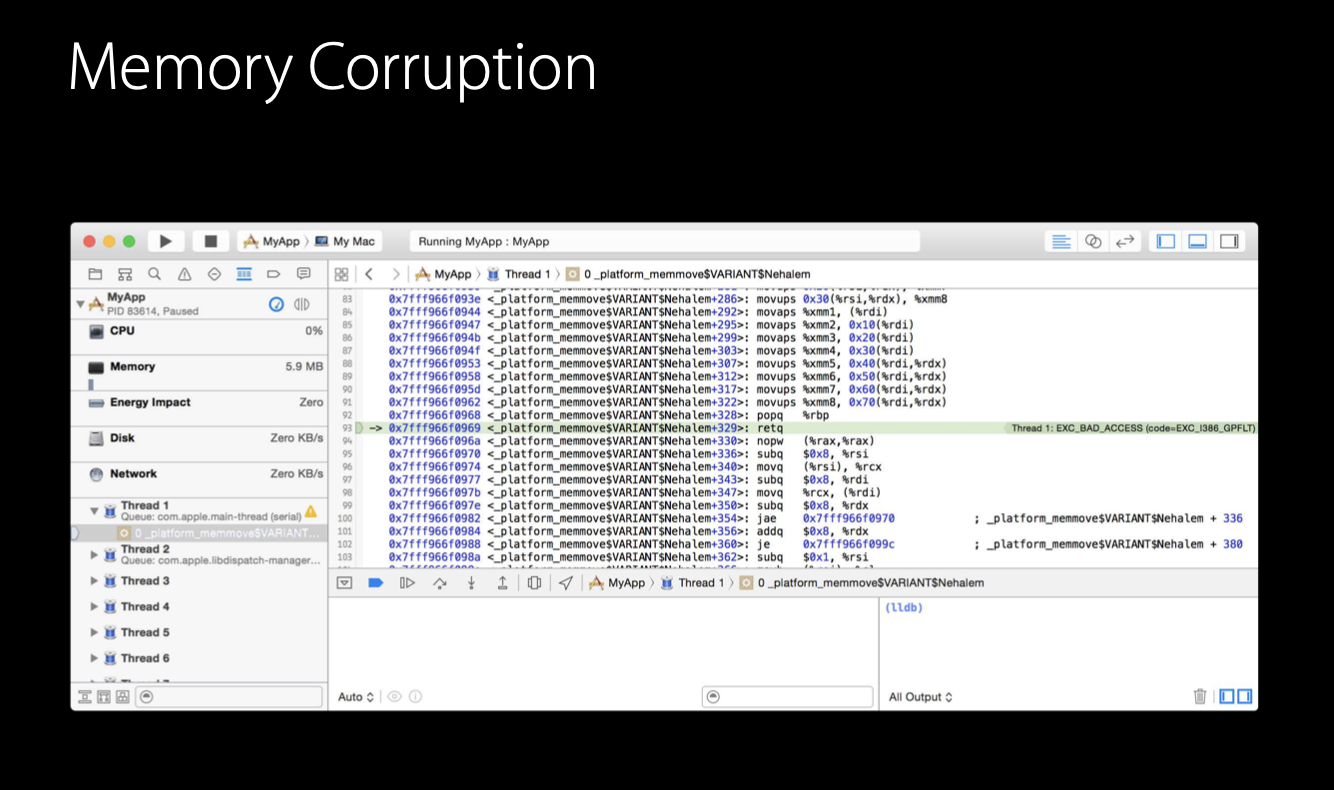 Memory Corruption
MyApp 〉 My Mac
Running MyApp : MyApp
MyApp 〉 Thread 1 〉 0 _platform_memmove$VARIANT$Nehalem
MyApp
PID 83614, Paused
CPU 0%
Memory 5.9 MB
Energy Impact Zero
Disk Zero KB/s
Network Zero KB/s
Thread 1
Queue: com.apple.main-thread (serial)
0 _platform_memmove$VARIANT...
Thread 2
Queue: com.apple.libdispatch-manager...
Thread 3
Thread 4
Thread 5
Thread 6
83 0x7fff966f093e <_platform_memmove$VARIANT$Nehalem+286>: movups 0x30(%rsi,%rdx), %xmm8
84 0x7fff966f0944 <_platform_memmove$VARIANT$Nehalem+292>: movaps %xmm1, (%rdi)
85 0x7fff966f0947 <_platform_memmove$VARIANT$Nehalem+295>: movaps %xmm2, 0x10(%rdi)
86 0x7fff966f094b <_platform_memmove$VARIANT$Nehalem+299>: movaps %xmm3, 0x20(%rdi)
87 0x7fff966f094f <_platform_memmove$VARIANT$Nehalem+303>: movaps %xmm4, 0x30(%rdi)
88 0x7fff966f0953 <_platform_memmove$VARIANT$Nehalem+307>: movups %xmm5, 0x40(%rdi,%rdx)
89 0x7fff966f0958 <_platform_memmove$VARIANT$Nehalem+312>: movups %xmm6, 0x50(%rdi,%rdx)
90 0x7fff966f095d <_platform_memmove$VARIANT$Nehalem+317>: movups %xmm7, 0x60(%rdi,%rdx)
91 0x7fff966f0962 <_platform_memmove$VARIANT$Nehalem+322>: movups %xmm8, 0x70(%rdi,%rdx)
92 0x7fff966f0968 <_platform_memmove$VARIANT$Nehalem+328>: popq %rbp
93 -> 0x7fff966f0969 <_platform_memmove$VARIANT$Nehalem+329>: retq Thread 1: EXC_BAD_ACCESS (code=EXC_I386_GPFLT)
94 0x7fff966f096a <_platform_memmove$VARIANT$Nehalem+330>: nopw (%rax,%rax)
95 0x7fff966f0970 <_platform_memmove$VARIANT$Nehalem+336>: subq $0x8, %rsi
96 0x7fff966f0974 <_platform_memmove$VARIANT$Nehalem+340>: movq (%rsi), %rcx
97 0x7fff966f0977 <_platform_memmove$VARIANT$Nehalem+343>: subq $0x8, %rdi
98 0x7fff966f097b <_platform_memmove$VARIANT$Nehalem+347>: movq %rcx, (%rdi)
99 0x7fff966f097e <_platform_memmove$VARIANT$Nehalem+350>: subq $0x8, %rdx
100 0x7fff966f0982 <_platform_memmove$VARIANT$Nehalem+354>: jae 0x7fff966f0970 ; _platform_memmove$VARIANT$Nehalem + 336
101 0x7fff966f0984 <_platform_memmove$VARIANT$Nehalem+356>: addq $0x8, %rdx
102 0x7fff966f0988 <_platform_memmove$VARIANT$Nehalem+360>: je 0x7fff966f099c ; _platform_memmove$VARIANT$Nehalem + 380
103 0x7fff966f098a <_platform_memmove$VARIANT$Nehalem+362>: subq $0x1, %rsi
MyApp 〉 Thread 1 〉 0 _platform_memmove$VARIANT$Nehalem
(lldb)
Auto
All Output